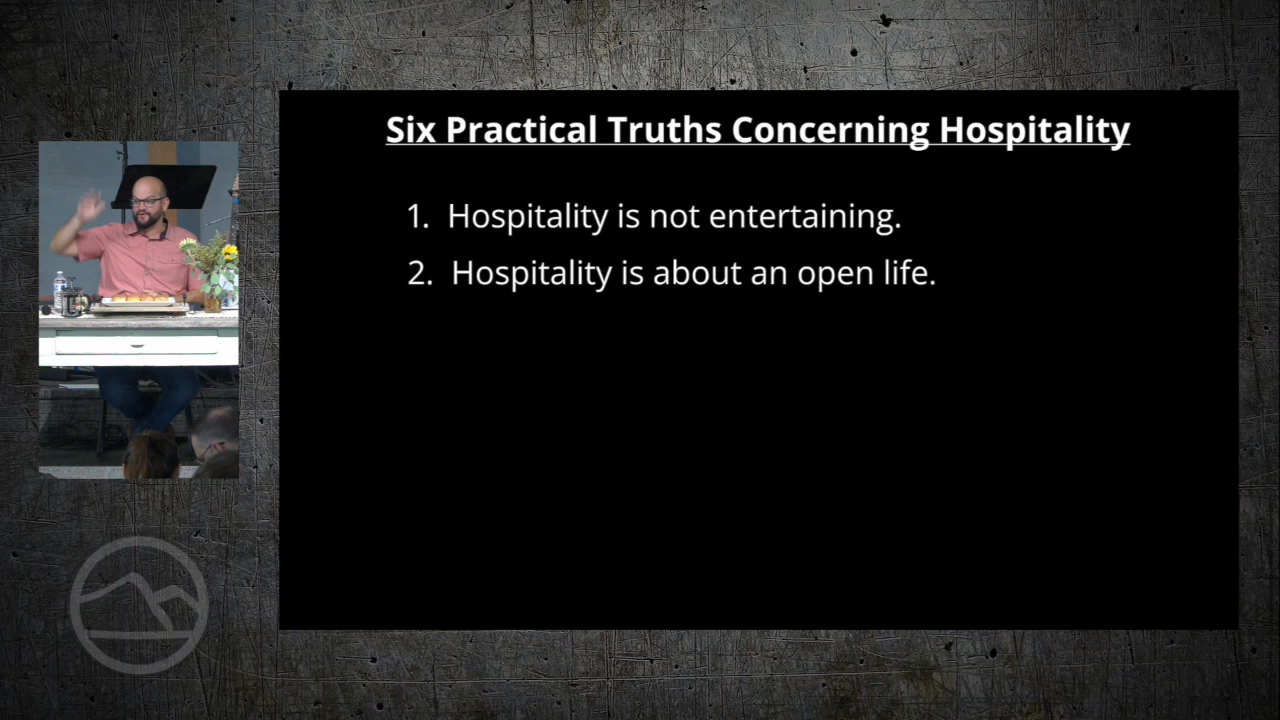 Six Practical Truths Concerning Hospitality
1. Hospitality is not entertaining.
2. Hospitality is about an open life.